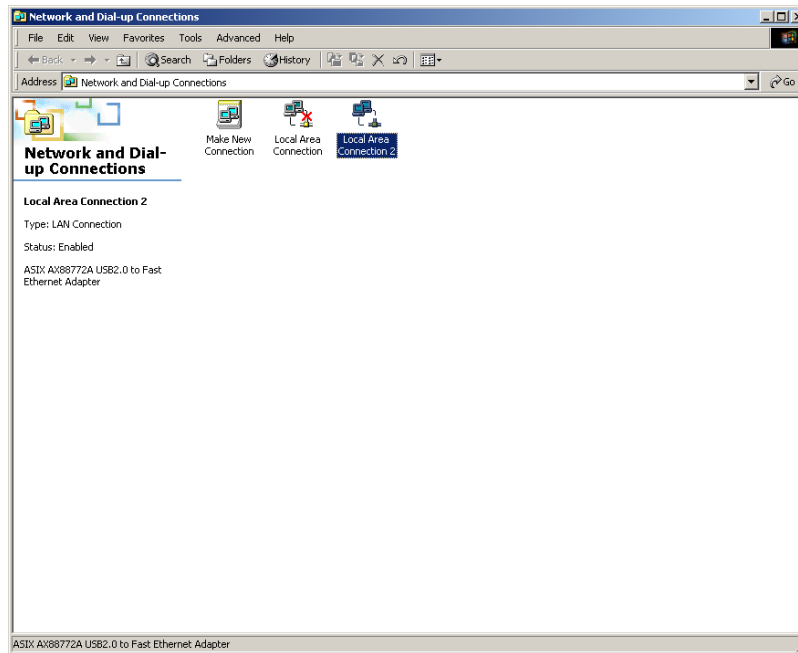 Network and Dial-up Connections
File Edit View Favorites Tools Advanced Help
Back Search Folders History
Address Network and Dial-up Connections Go
Network and Dial-
up Connections
Local Area Connection 2
Type: LAN Connection
Status: Enabled
ASIX AX88772A USB2.0 to Fast
Ethernet Adapter
Make New
Connection
Local Area
Connection
Local Area
Connection 2
ASIX AX88772A USB2.0 to Fast Ethernet Adapter